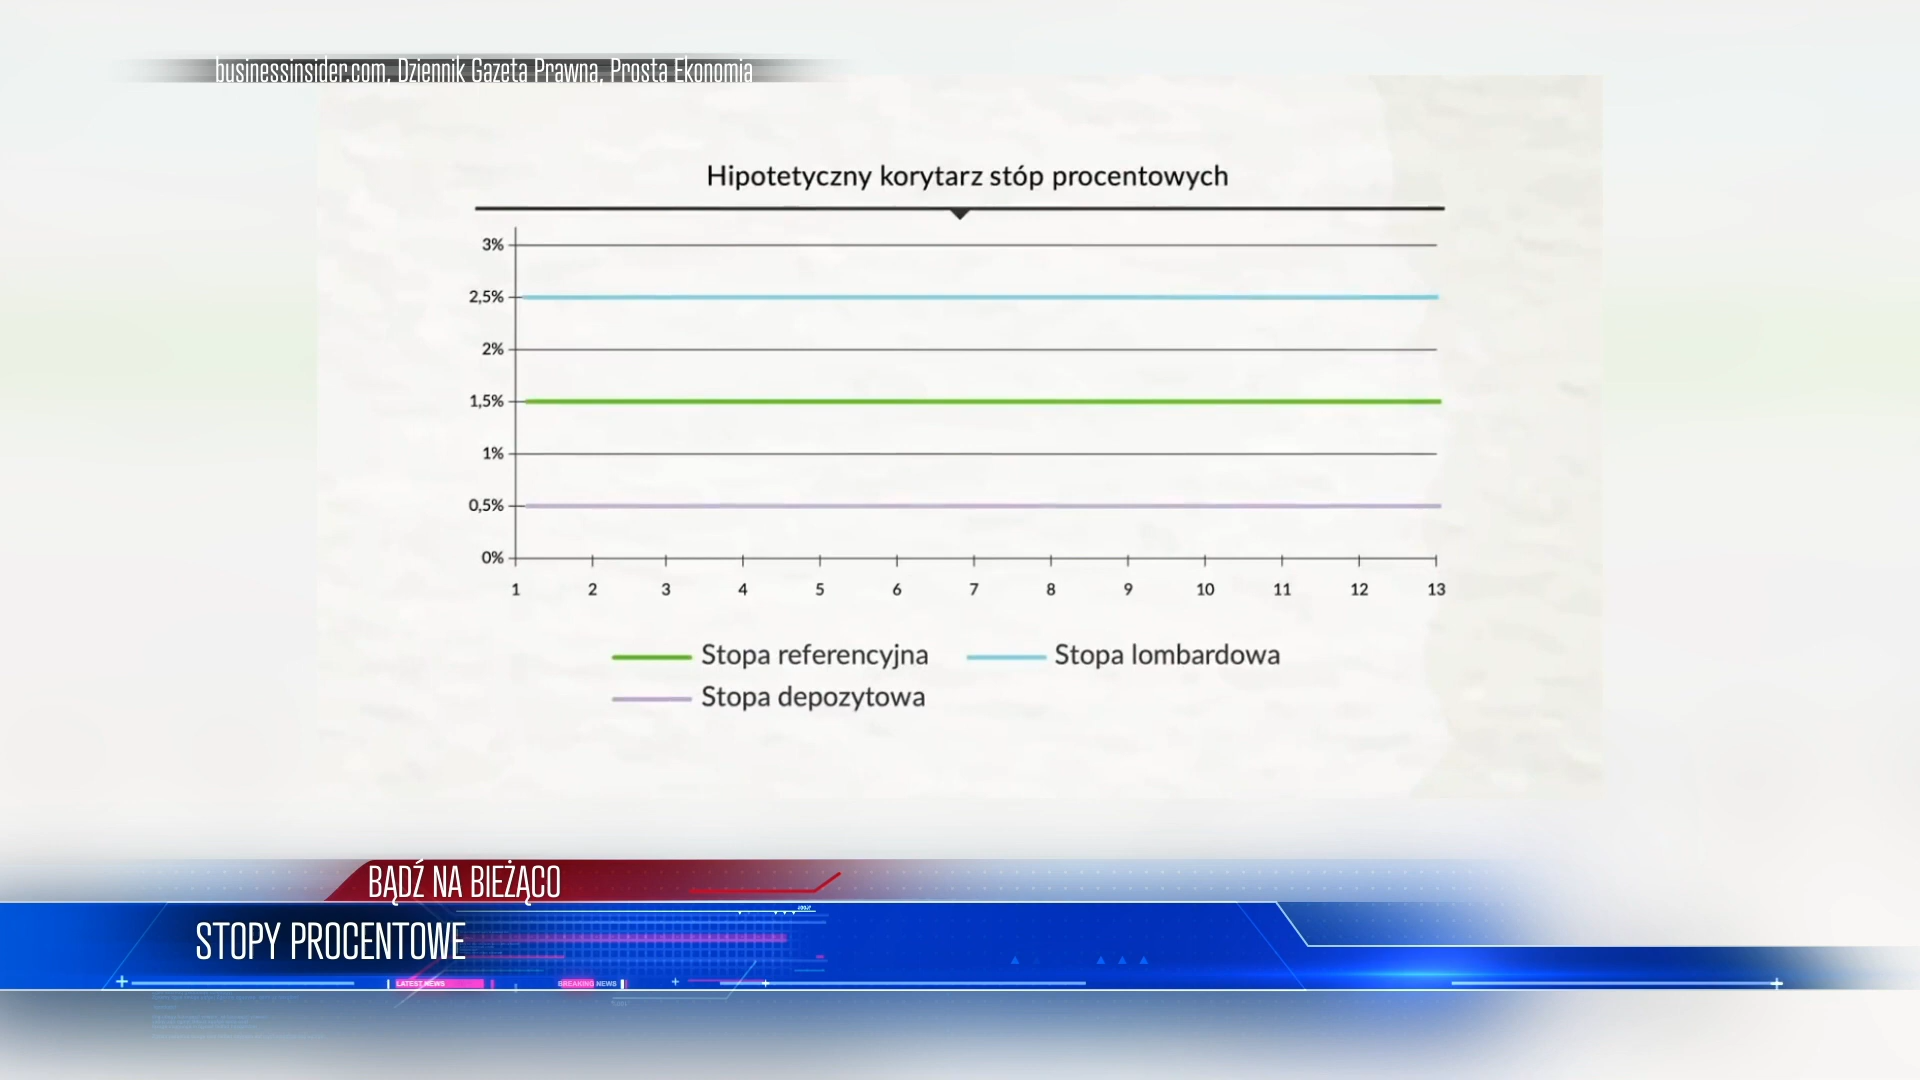 businessinsider.com, Dziennik Gazeta Prawna, Prosta Ekonomia
Hipotetyczny korytarz stóp procentowych
3%
2,5%
2%
1,5%
1%
0,5%
0%
1 2 3 4 5 6 7 8 9 10 11 12 13
Stopa referencyjna Stopa lombardowa
Stopa depozytowa
BĄDŹ NA BIEŻĄCO
STOPY PROCENTOWE
LATEST NEWS BREAKING NEWS